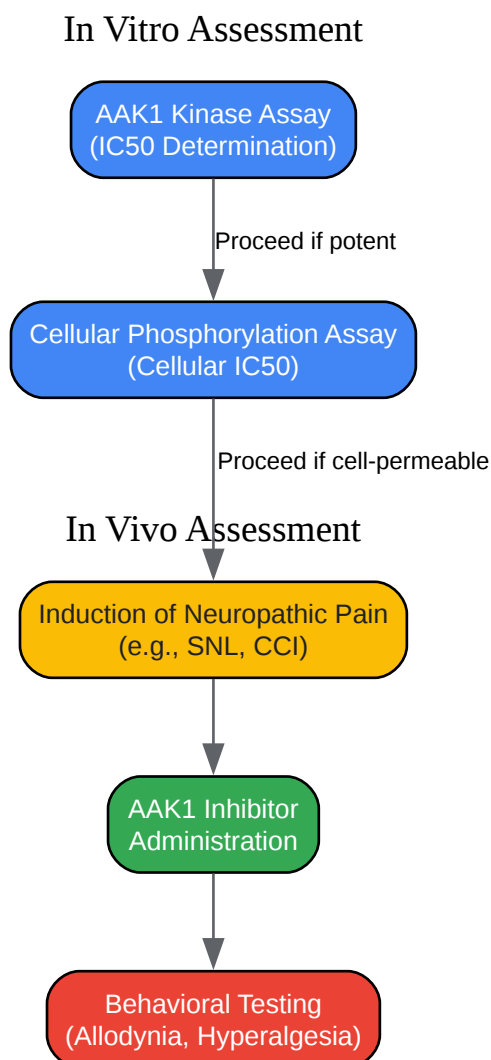 In Vitro Assessment
AAK1 Kinase Assay
(IC50 Determination)
Proceed if potent
Cellular Phosphorylation Assay
(Cellular IC50)
Proceed if cell-permeable
In Vivo Assessment
Induction of Neuropathic Pain
(e.g., SNL, CCI)
AAK1 Inhibitor
Administration
Behavioral Testing
(Allodynia, Hyperalgesia)